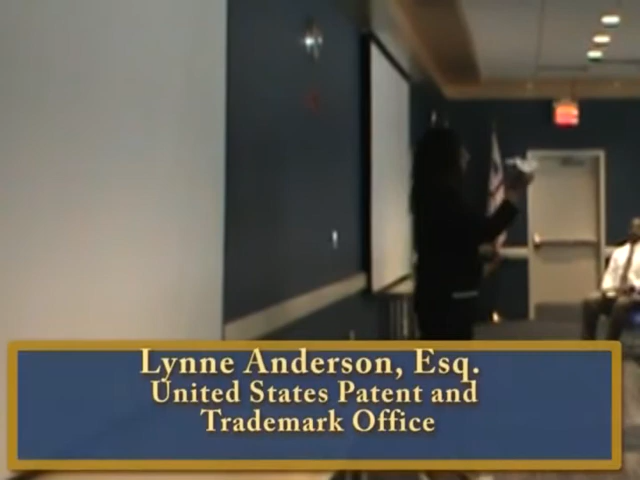 Lynne Anderson, Esq.
United States Patent and
Trademark Office